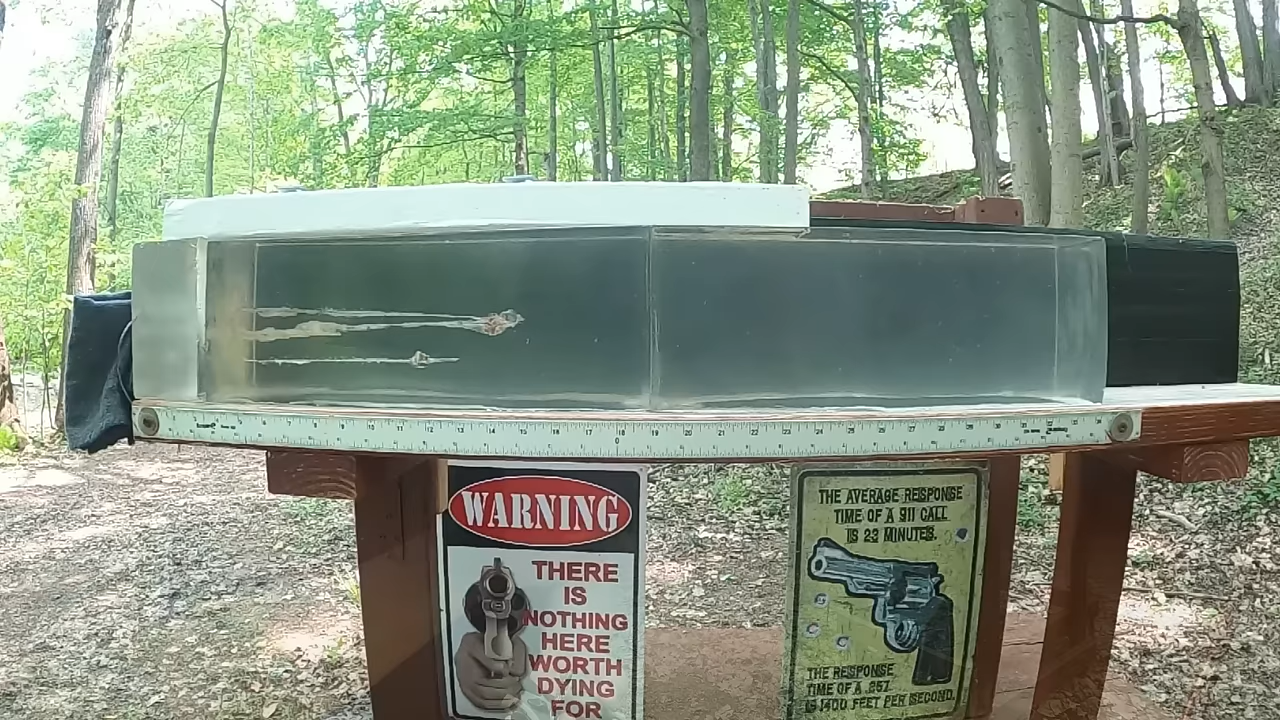 WARNING
THERE
IS
NOTHING
HERE
WORTH
DYING
FOR
THE AVERAGE RESPONSE
TIME OF A 911 CALL
IS 23 MINUTES.
THE RESPONSE
TIME OF A .357
IS 1400 FEET PER SECOND.